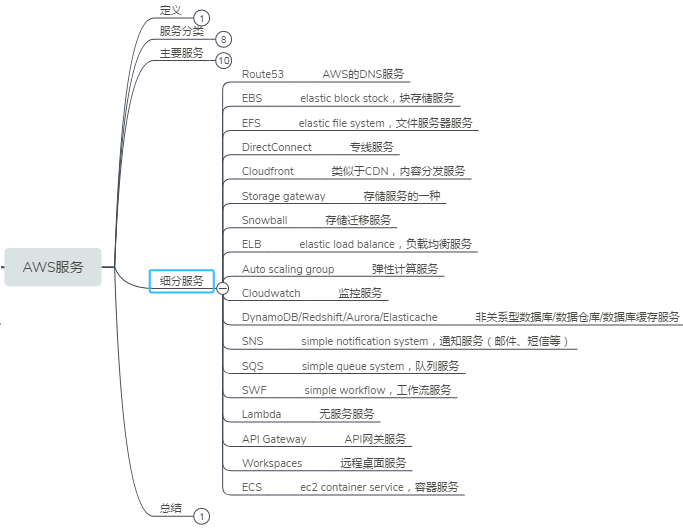 定义 1
服务分类 8
主要服务 10
Route53 AWS的DNS服务
EBS elastic block stock，块存储服务
EFS elastic file system，文件服务器服务
DirectConnect 专线服务
Cloudfront 类似于CDN，内容分发服务
Storage gateway 存储服务的一种
Snowball 存储迁移服务
ELB elastic load balance，负载均衡服务
Auto scaling group 弹性计算服务
AWS服务
细分服务
Cloudwatch 监控服务
DynamoDB/Redshift/Aurora/Elasticache 非关系型数据库/数据仓库/数据库缓存服务
SNS simple notification system，通知服务（邮件、短信等）
SQS simple queue system，队列服务
SWF simple workflow，工作流服务
Lambda 无服务服务
API Gateway API网关服务
Workspaces 远程桌面服务
ECS ec2 container service，容器服务
总结 1